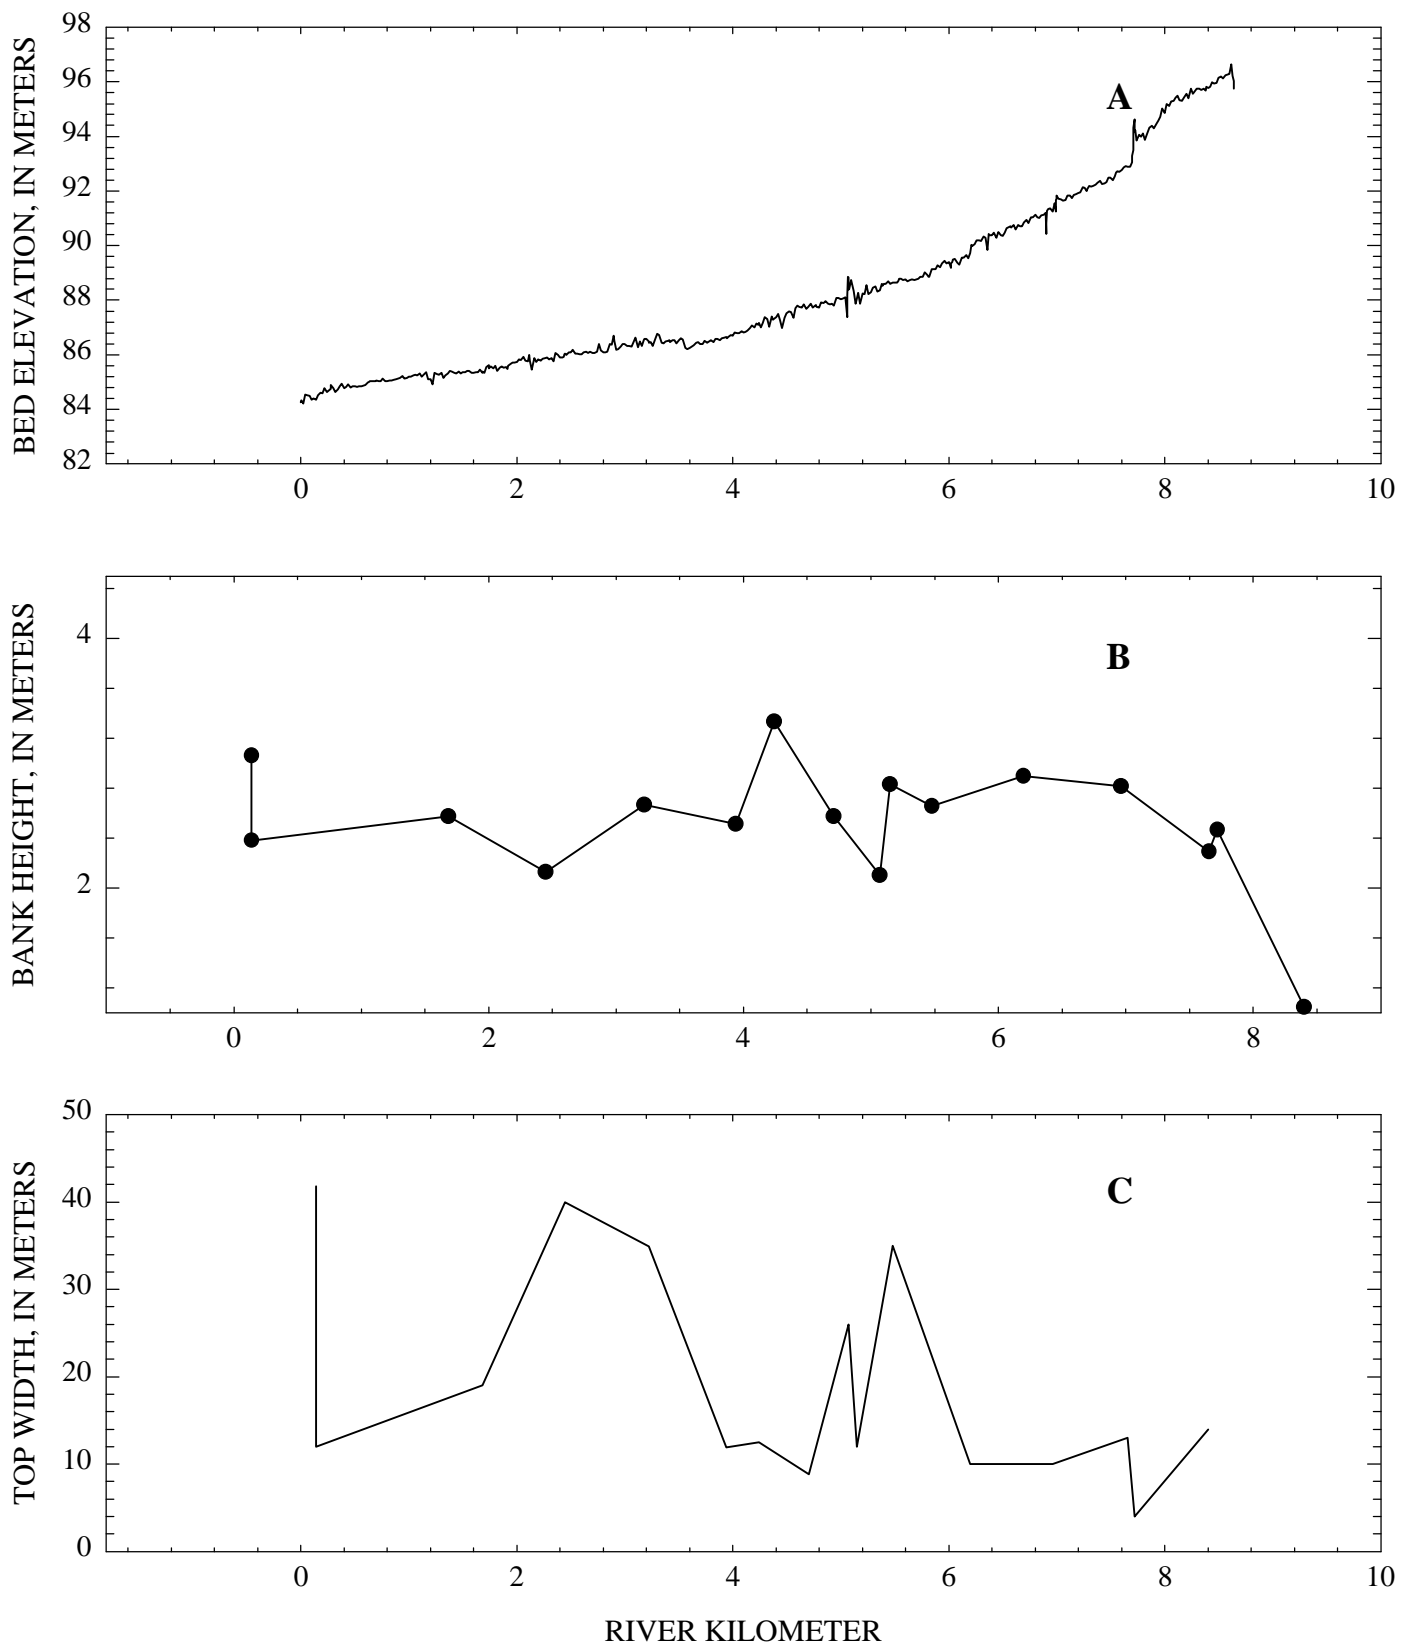 BED ELEVATION, IN METERS
98
96
94
92
90
88
86
84
82
A
0 2 4 6 8 10
BANK HEIGHT, IN METERS
4
2
B
0 2 4 6 8
TOP WIDTH, IN METERS
50
40
30
20
10
0
C
0 2 4 6 8 10
RIVER KILOMETER